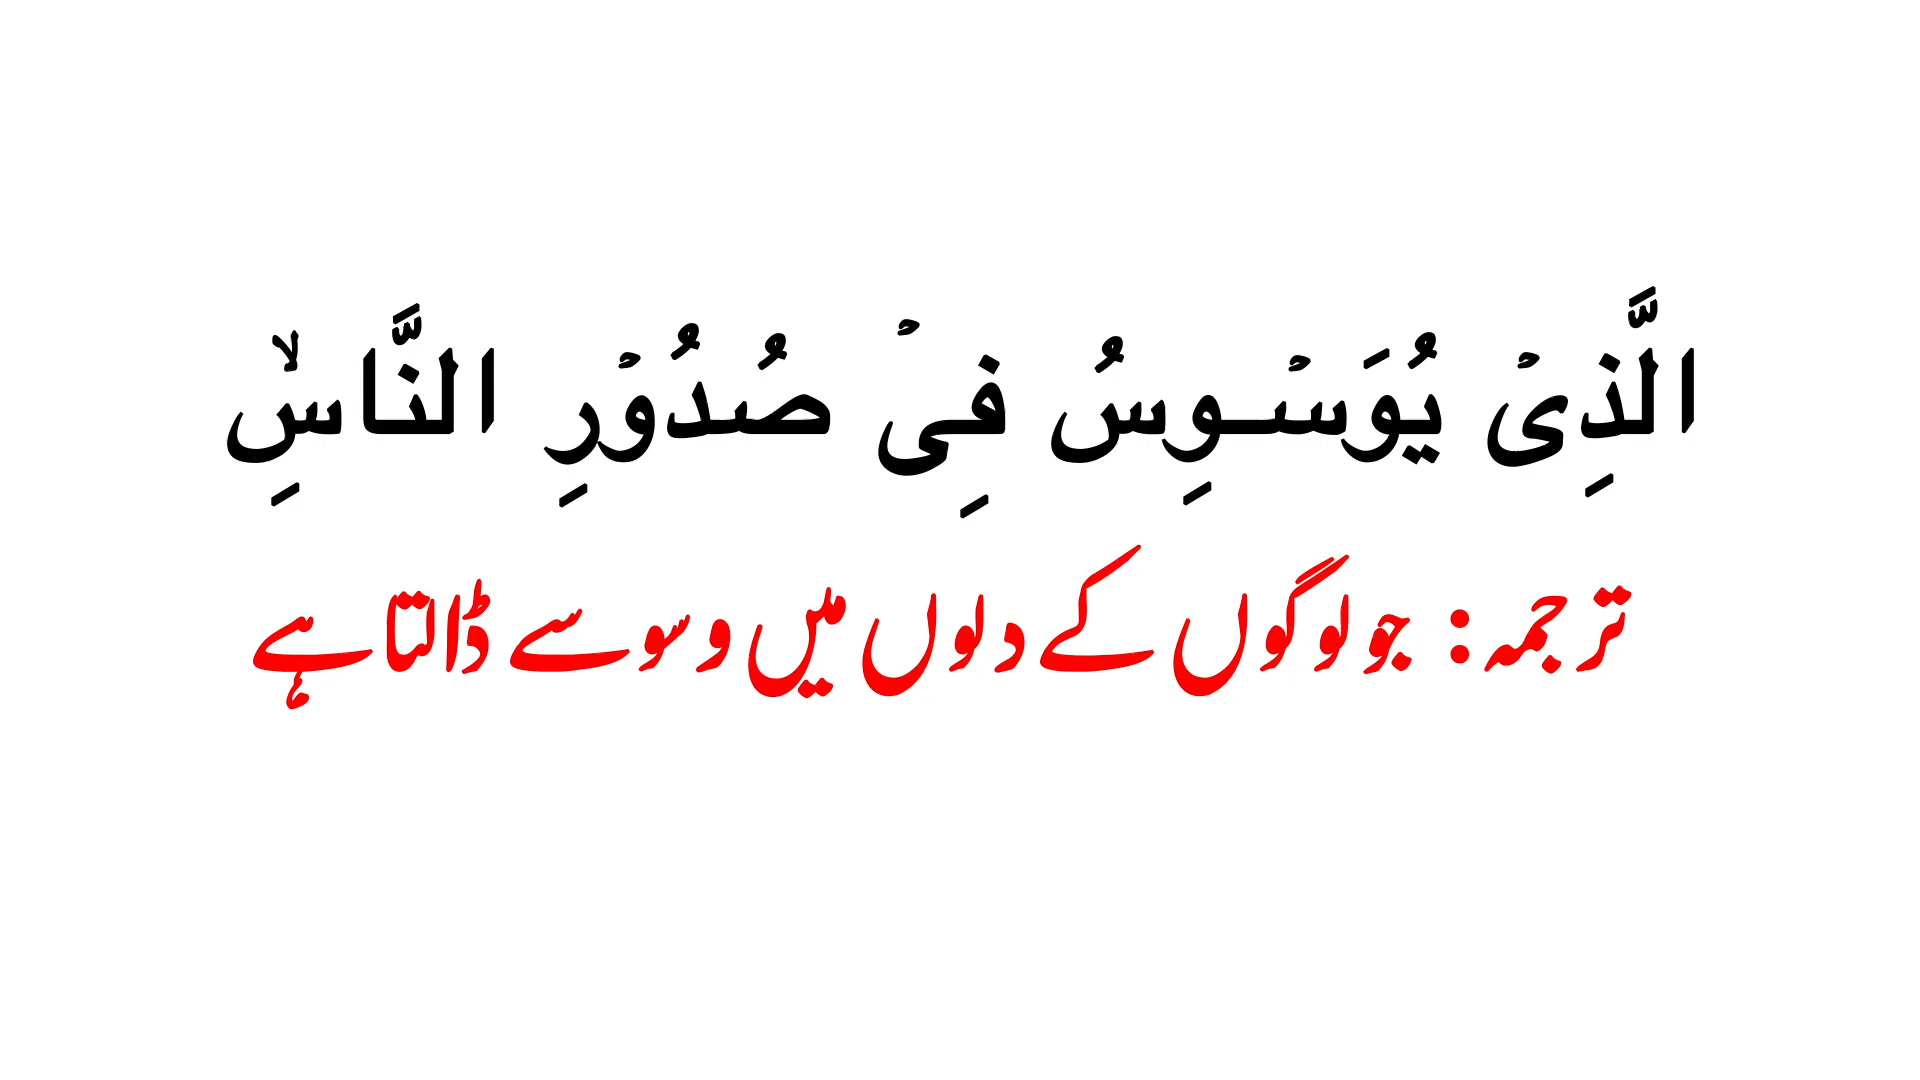 الَّذِیۡ یُوَسۡوِسُ فِیۡ صُدُوۡرِ النَّاسِۙ
ترجمہ: جو لوگوں کے دلوں میں وسوسے ڈالتا ہے